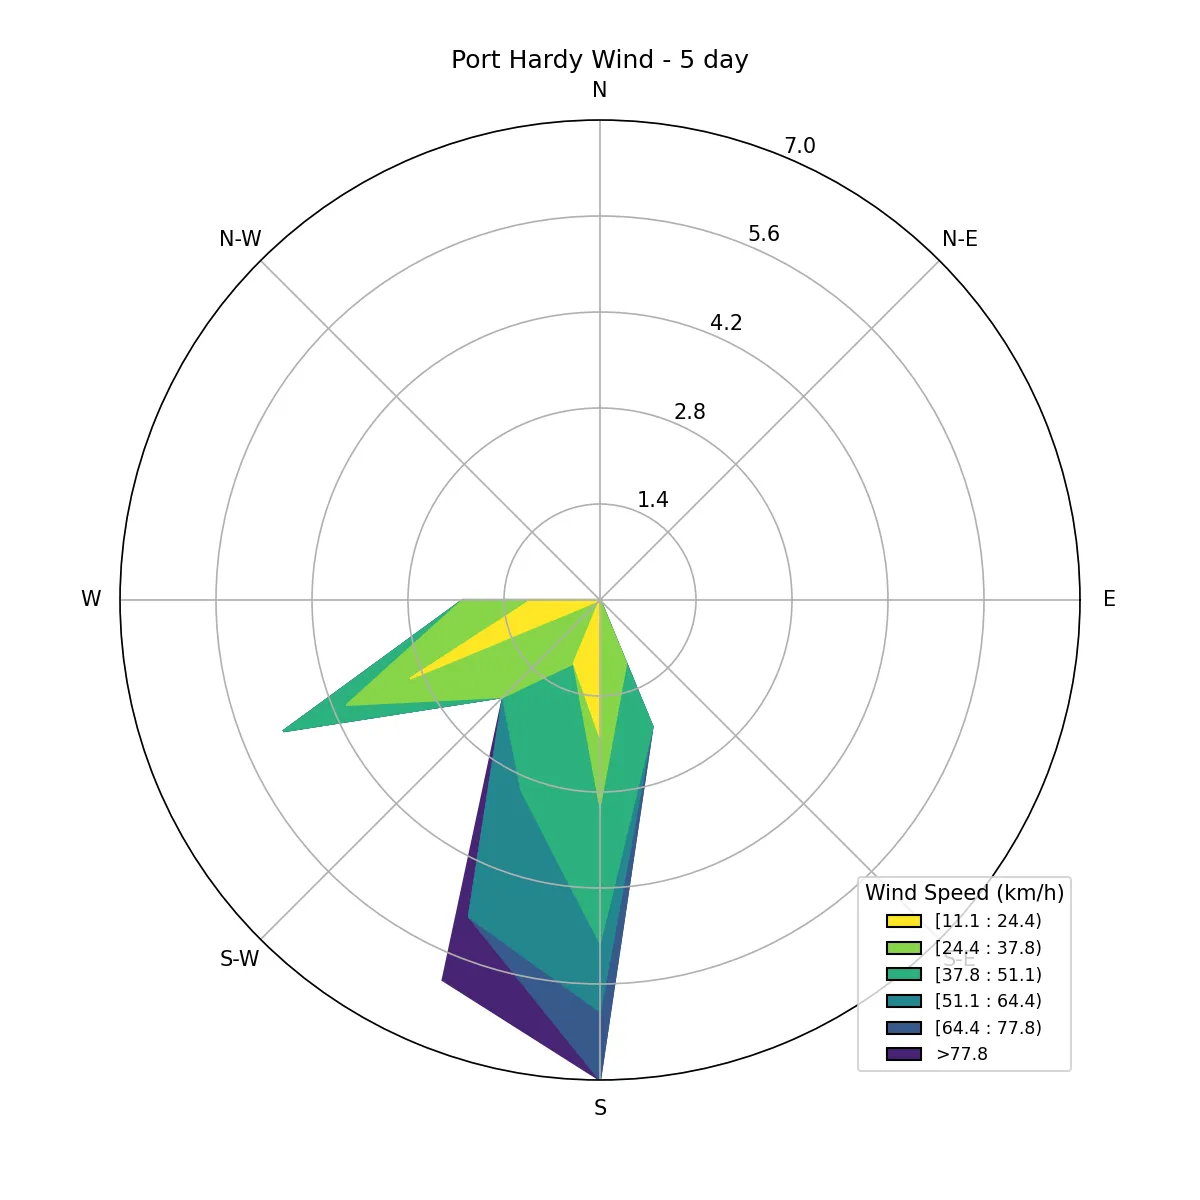 Port Hardy Wind - 5 day
N
7.0
N-W
N-E
5.6
4.2
2.8
1.4
W
E
Wind Speed (km/h)
[11.1 : 24.4)
[24.4 : 37.8)
S-W
S-E
[37.8 : 51.1)
[51.1 : 64.4)
[64.4 : 77.8)
>77.8
S